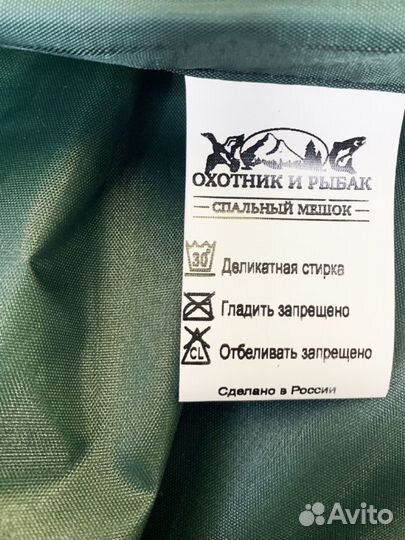 ОХОТНИК И РЫБАК
СПАЛЬНЫЙ МЕШОК
30° Деликатная стирка
Гладить запрещено
CL Отбеливать запрещено
Сделано в России
Avito